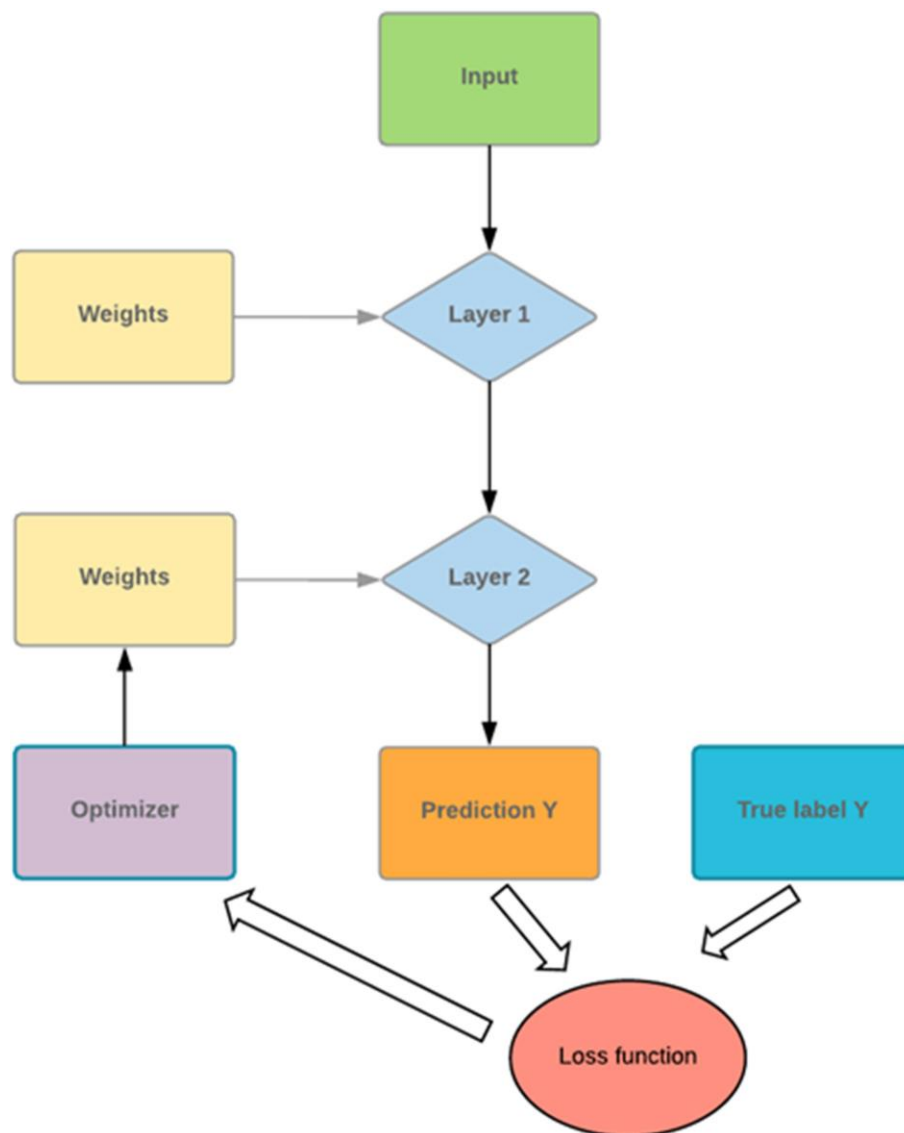 Input
Weights
Layer 1
Weights
Layer 2
Optimizer
Prediction Y
True label Y
Loss function